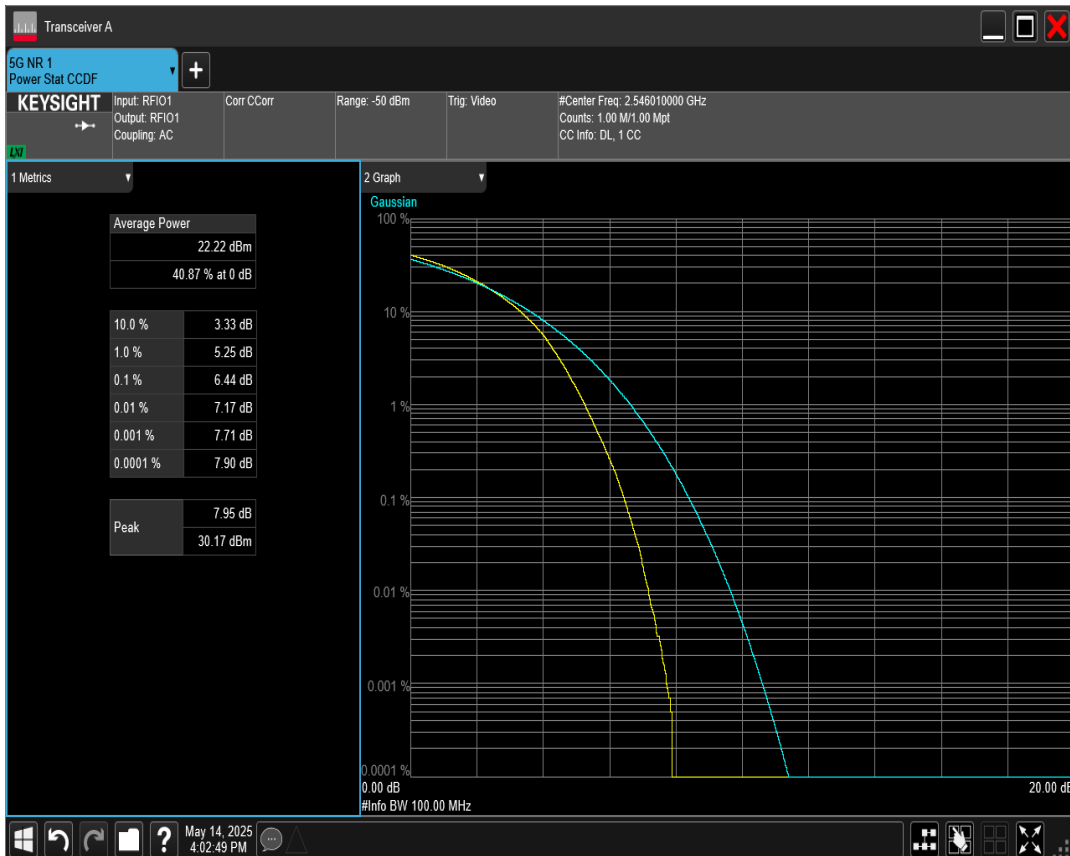 Transceiver A
5G NR 1
Power Stat CCDF
KEYSIGHT
LXI
Input: RFIO1
Output: RFIO1
Coupling: AC
Corr CCorr
Range: -50 dBm
Trig: Video
#Center Freq: 2.546010000 GHz
Counts: 1.00 M/1.00 Mpt
CC Info: DL, 1 CC
1 Metrics
Average Power
22.22 dBm
40.87 % at 0 dB
10.0 % 3.33 dB
1.0 % 5.25 dB
0.1 % 6.44 dB
0.01 % 7.17 dB
0.001 % 7.71 dB
0.0001 % 7.90 dB
Peak
7.95 dB
30.17 dBm
2 Graph
Gaussian
100 %
10 %
1 %
0.1 %
0.01 %
0.001 %
0.0001 %
0.00 dB
20.00 dB
#Info BW 100.00 MHz
May 14, 2025
4:02:49 PM